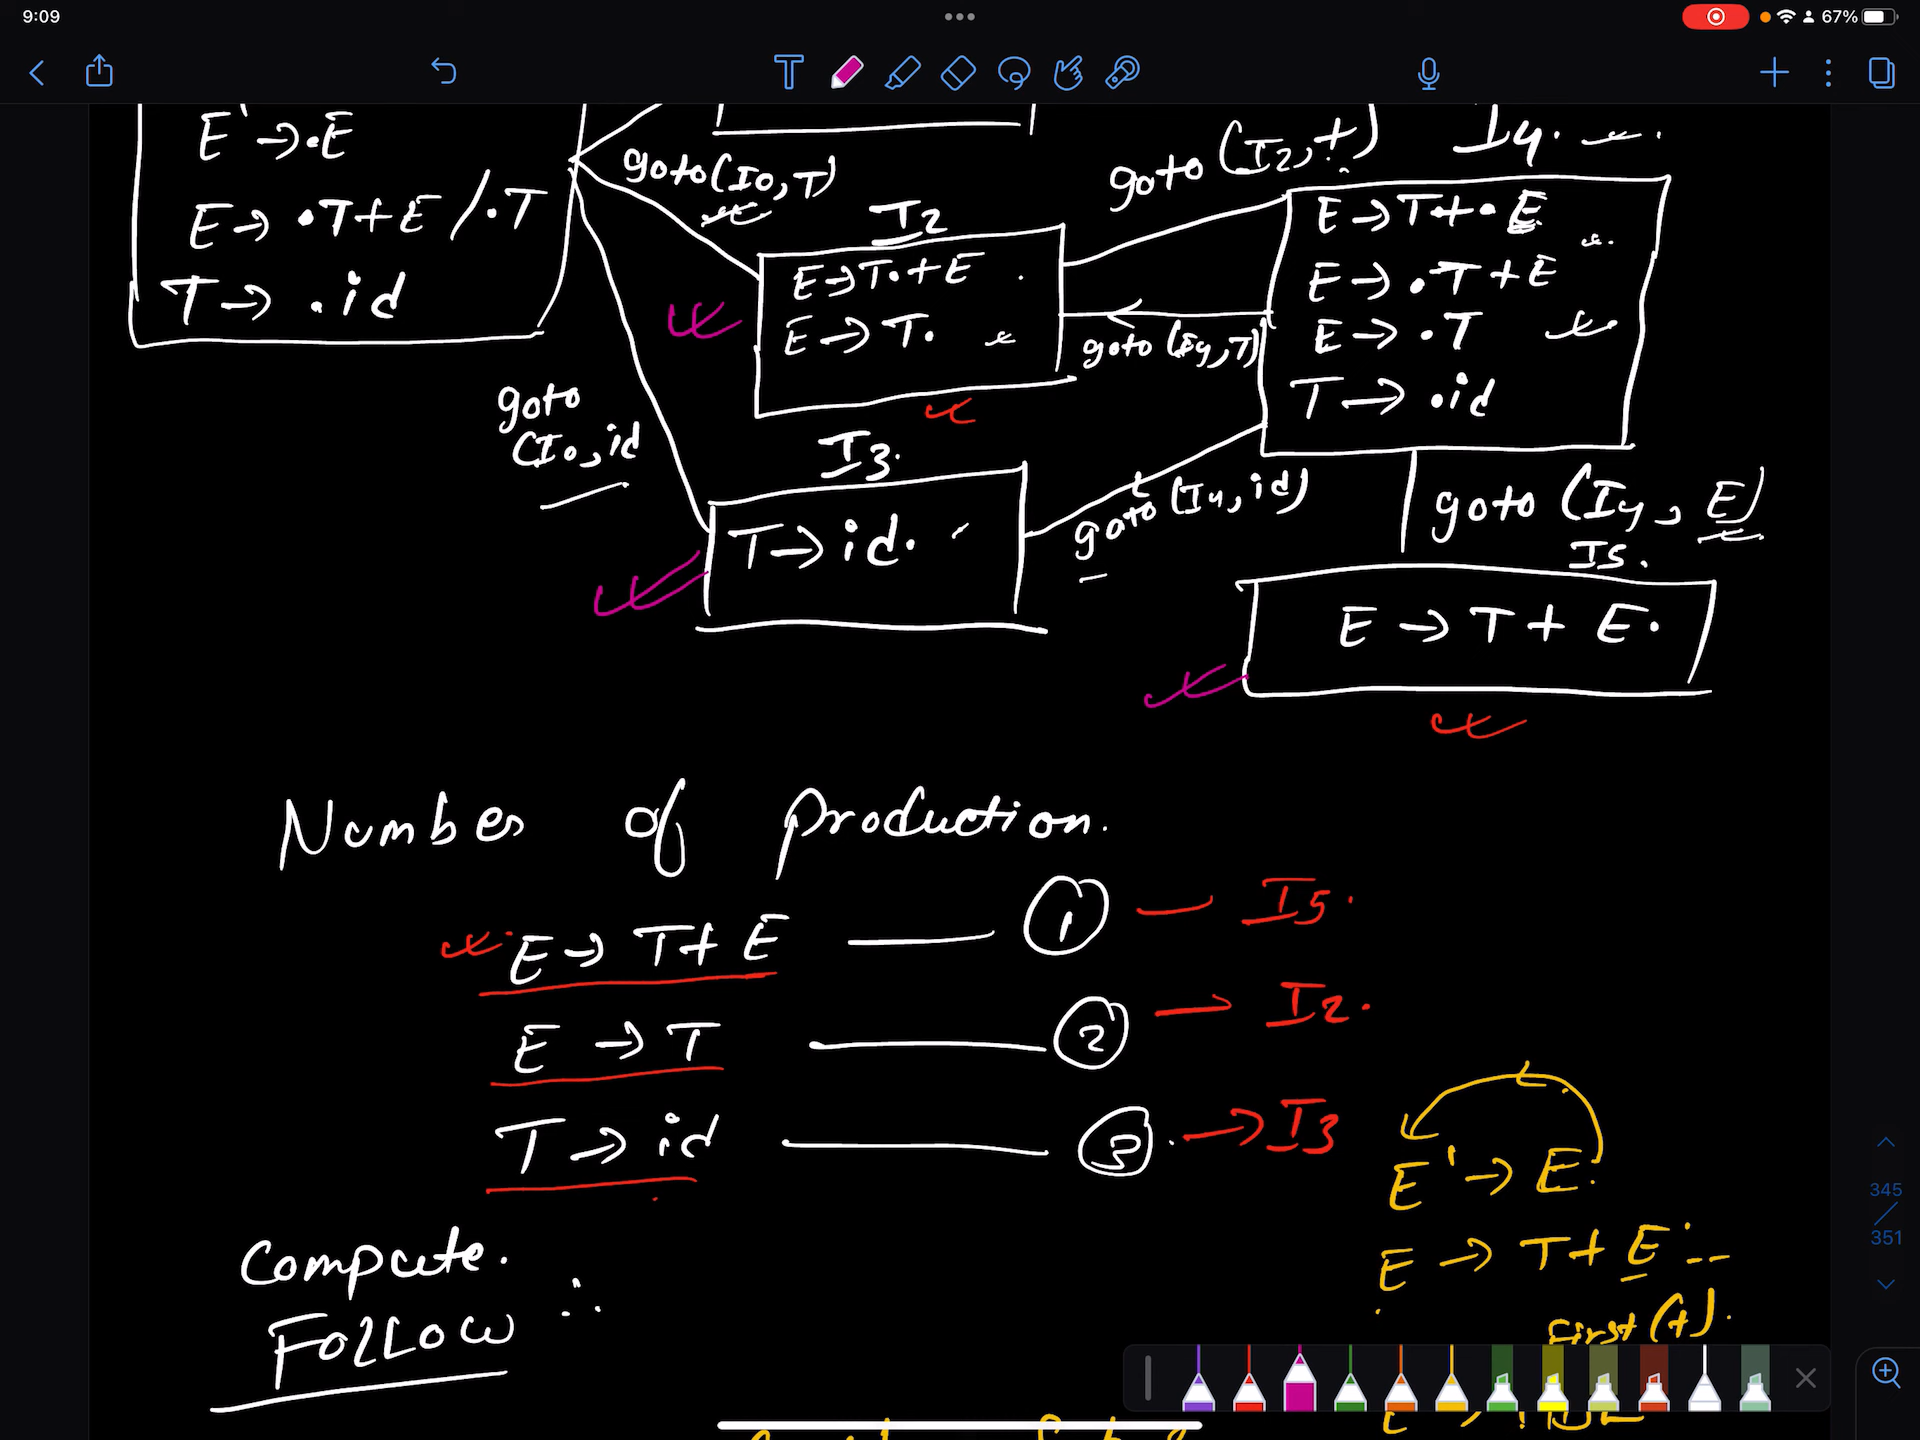 9:09
67%
E' → .E
E → .T+E / .T
T → .id
goto(I0,T)
I2
E → T.+E
E → T.
goto(I2,+)
I4.
E → T+.E
E → .T+E
E → .T
T → .id
goto(I4,T)
goto
(I0,id
I3.
T → id.
goto(I4,id)
goto (I4, E)
I5.
E → T + E.
Number of production.
E → T+E —— 1 — I5.
E → T —— 2 → I2.
T → id —— 3. → I3
E' → E.
E → T+E.
First(+).
Compute.
FOLLOW
345
/
351